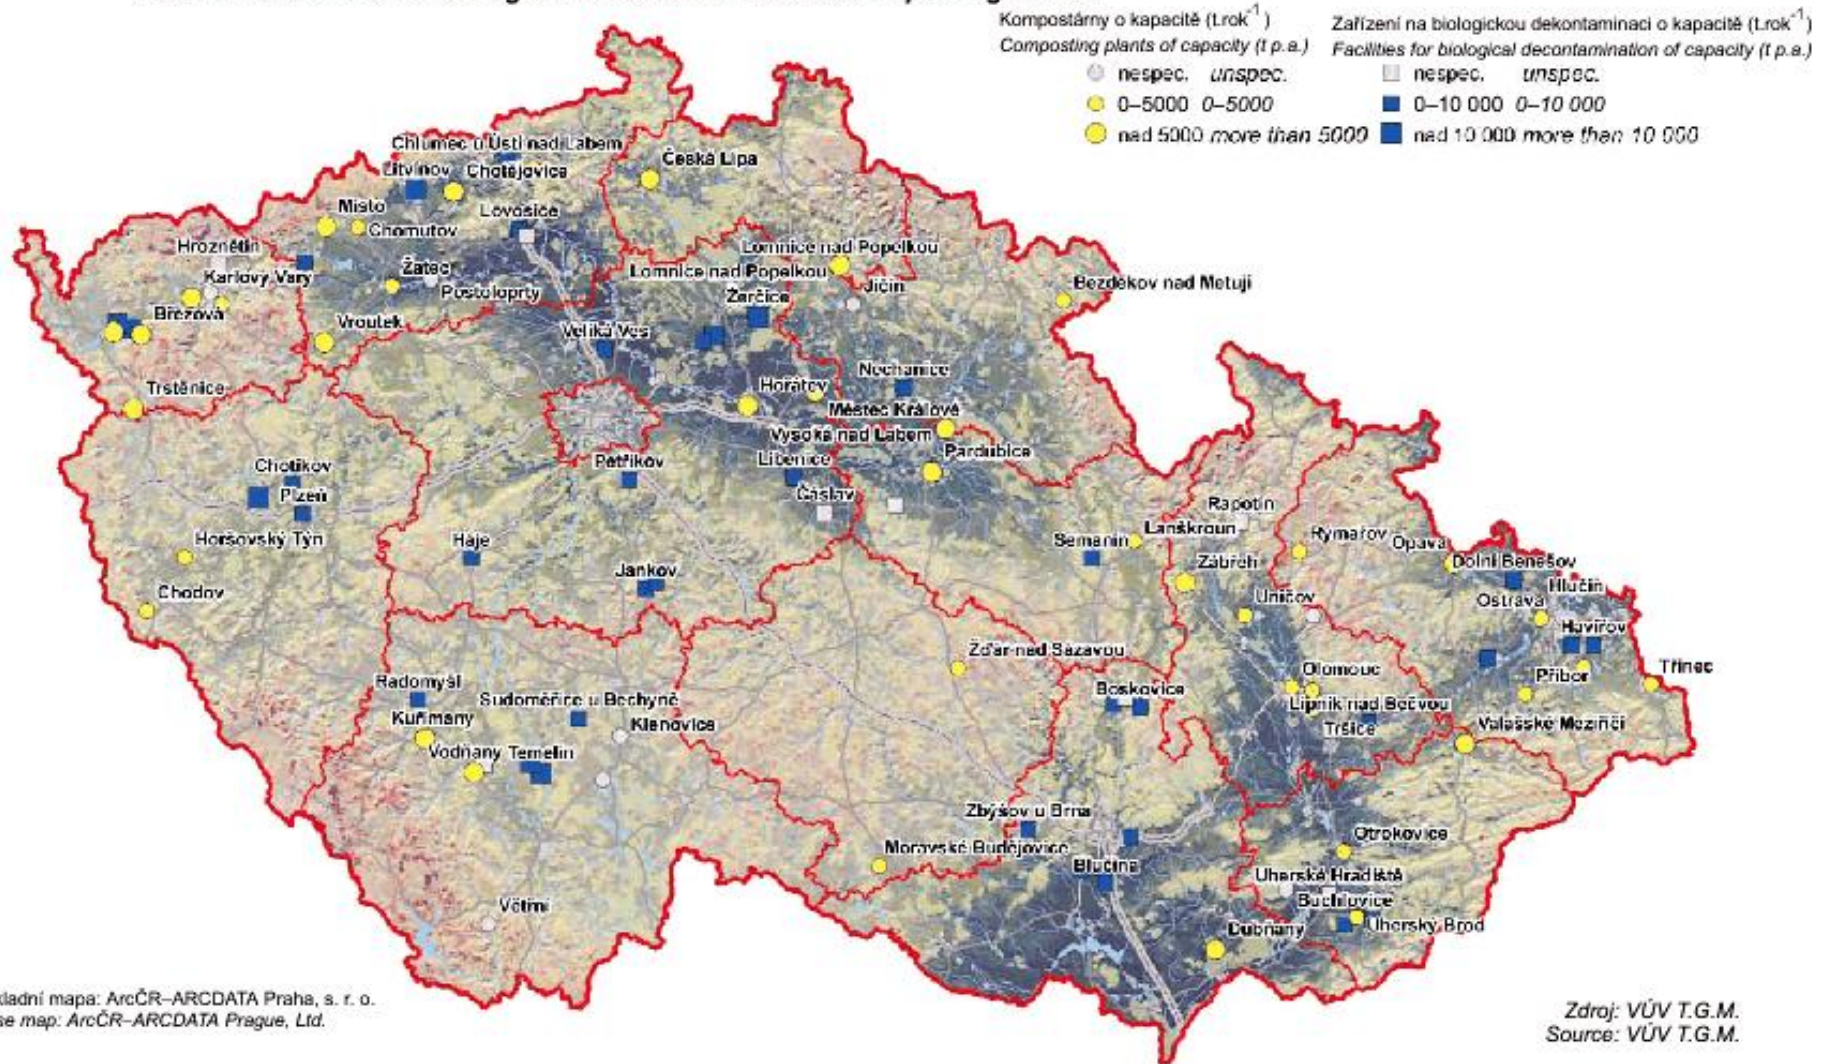 Kompostárny o kapacitě (t.rok⁻¹)
Composting plants of capacity (t p.a.)
nespec. unspec.
0–5000 0–5000
nad 5000 more than 5000
Zařízení na biologickou dekontaminaci o kapacitě (t.rok⁻¹)
Facilities for biological decontamination of capacity (t p.a.)
nespec. unspec.
0–10 000 0–10 000
nad 10 000 more than 10 000
Chlumec u Ústí nad Labem
Česká Lípa
Litvínov
Chotějovice
Místo
Lovosice
Chomutov
Hroznětín
Lomnice nad Popelkou
Karlovy Vary
Žatec
Lomnice nad Popelkou
Jičín
Bezděkov nad Metují
Postoloprty
Žerčice
Březová
Vroutek
Veliká Ves
Nechanice
Trstěnice
Horátev
Městec Králové
Vysoká nad Labem
Pardubice
Chotíkov
Petříkov
Libenice
Plzeň
Čáslav
Rapotín
Lanškroun
Horšovský Týn
Háje
Semanín
Rýmařov
Opava
Zábřeh
Dolní Benešov
Jankov
Hlučín
Chodov
Uničov
Ostrava
Havířov
Žďár nad Sázavou
Olomouc
Příbor
Třinec
Radomyšl
Sudoměřice u Bechyně
Boskovice
Lipník nad Bečvou
Kuřimany
Klenovice
Tršice
Valašské Meziříčí
Vodňany
Temelín
Zbýšov u Brna
Otrokovice
Moravské Budějovice
Blučina
Uherské Hradiště
Buchlovice
Větřní
Dubňany
Uherský Brod
kladní mapa: ArcČR–ARCDATA Praha, s. r. o.
se map: ArcČR–ARCDATA Prague, Ltd.
Zdroj: VÚV T.G.M.
Source: VÚV T.G.M.